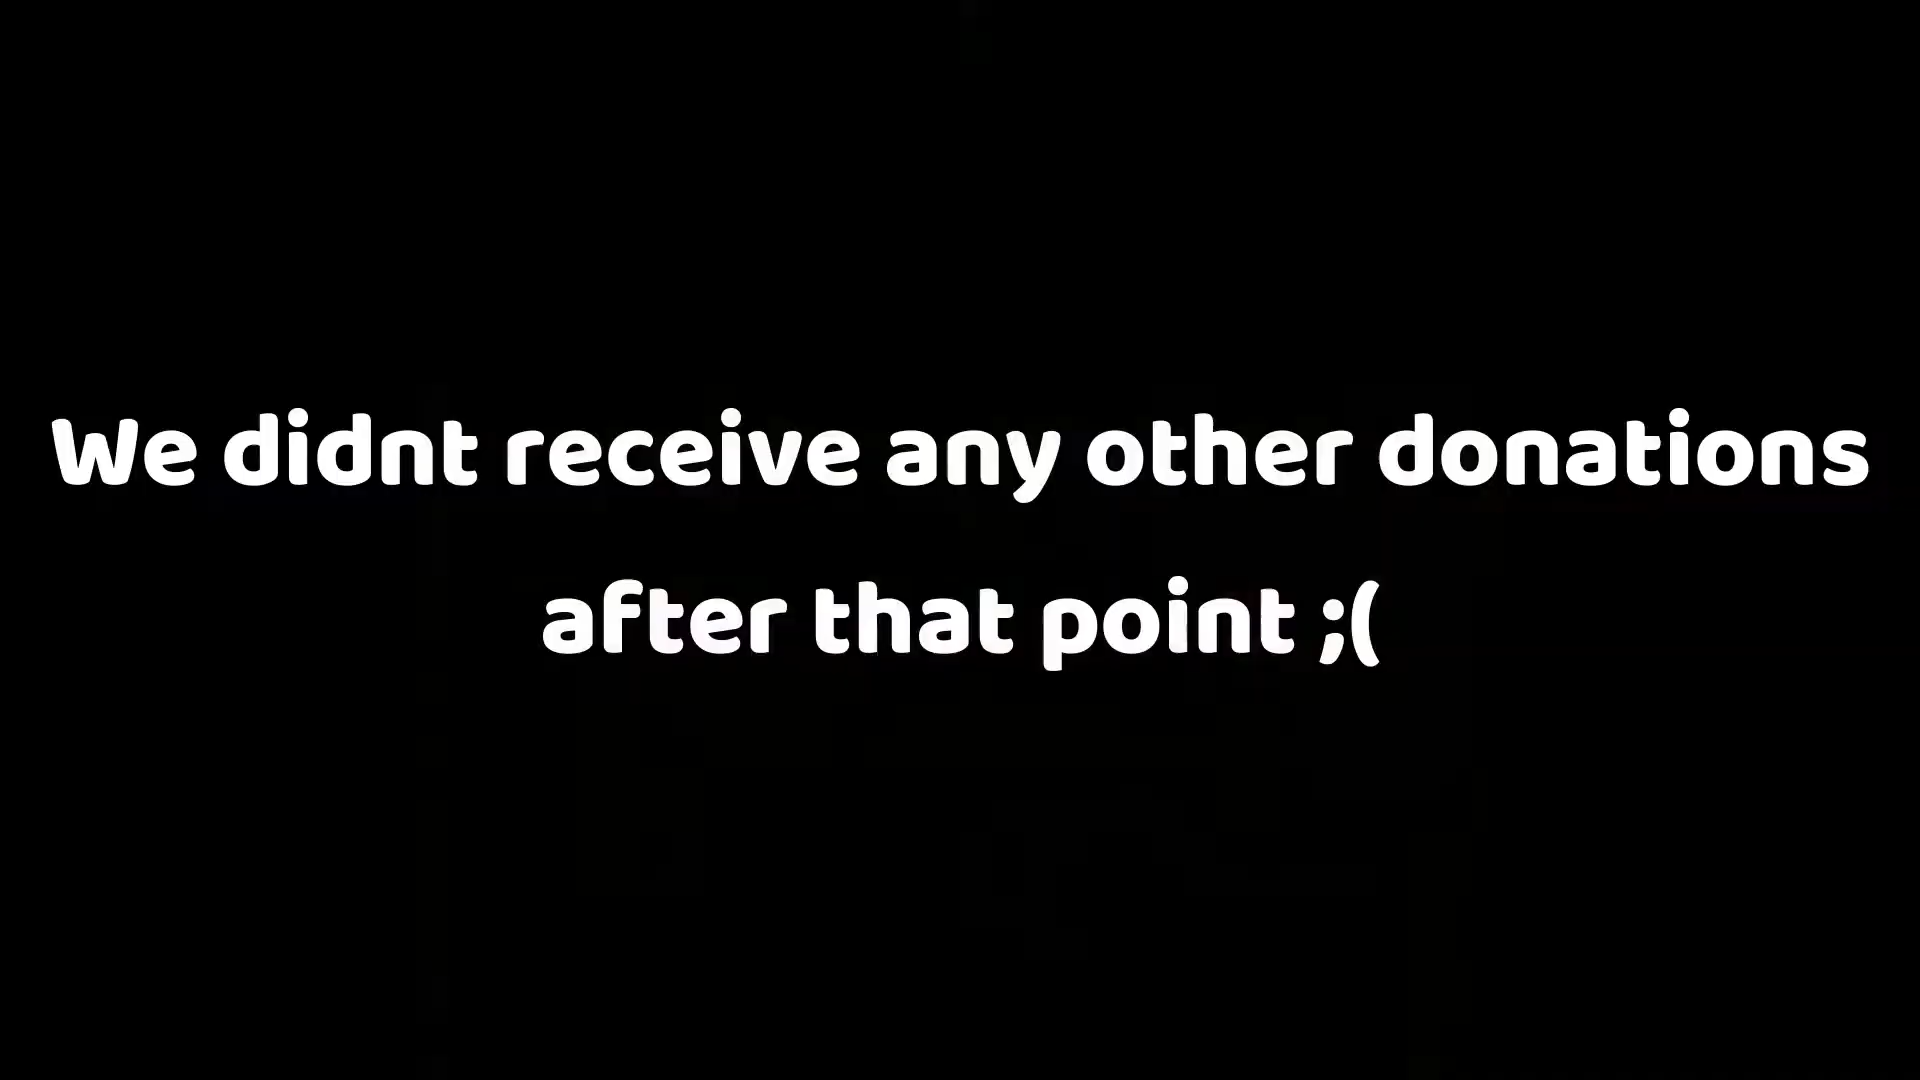 We didnt receive any other donations
after that point ;(